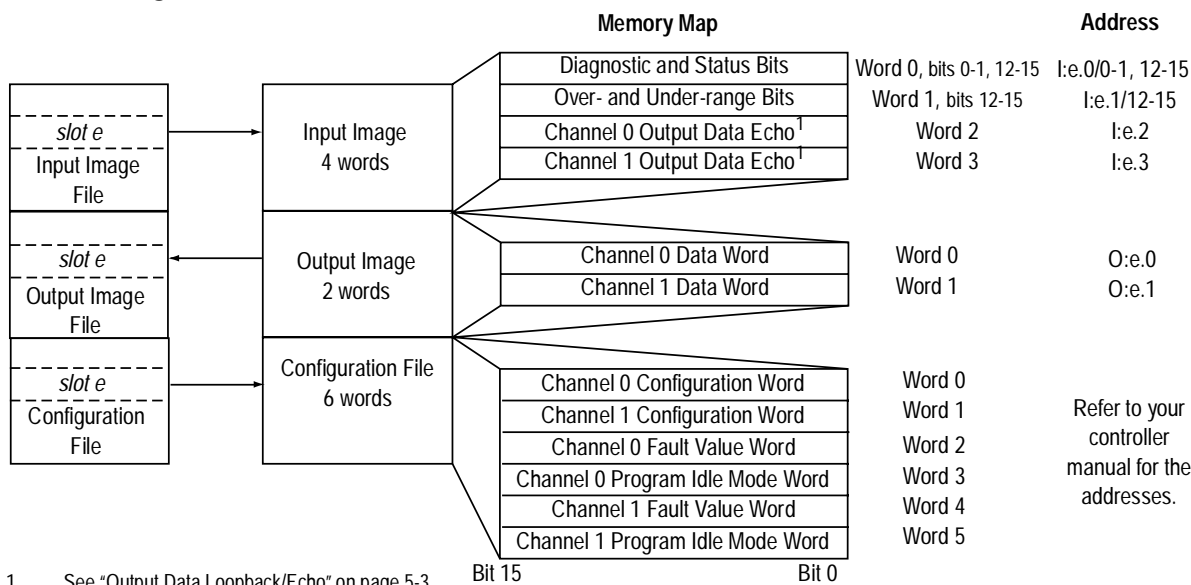 Memory Map
Address
Diagnostic and Status Bits
Word 0, bits 0-1, 12-15
I:e.0/0-1, 12-15
Over- and Under-range Bits
Word 1, bits 12-15
I:e.1/12-15
Channel 0 Output Data Echo1
Word 2
I:e.2
Channel 1 Output Data Echo1
Word 3
I:e.3
slot e
Input Image
File
Input Image
4 words
Channel 0 Data Word
Word 0
O:e.0
Channel 1 Data Word
Word 1
O:e.1
slot e
Output Image
File
Output Image
2 words
slot e
Configuration
File
Configuration File
6 words
Channel 0 Configuration Word
Word 0
Channel 1 Configuration Word
Word 1
Channel 0 Fault Value Word
Word 2
Channel 0 Program Idle Mode Word
Word 3
Channel 1 Fault Value Word
Word 4
Channel 1 Program Idle Mode Word
Word 5
Refer to your
controller
manual for the
addresses.
Bit 15
Bit 0
1 See "Output Data Loopback/Echo" on page 5-3